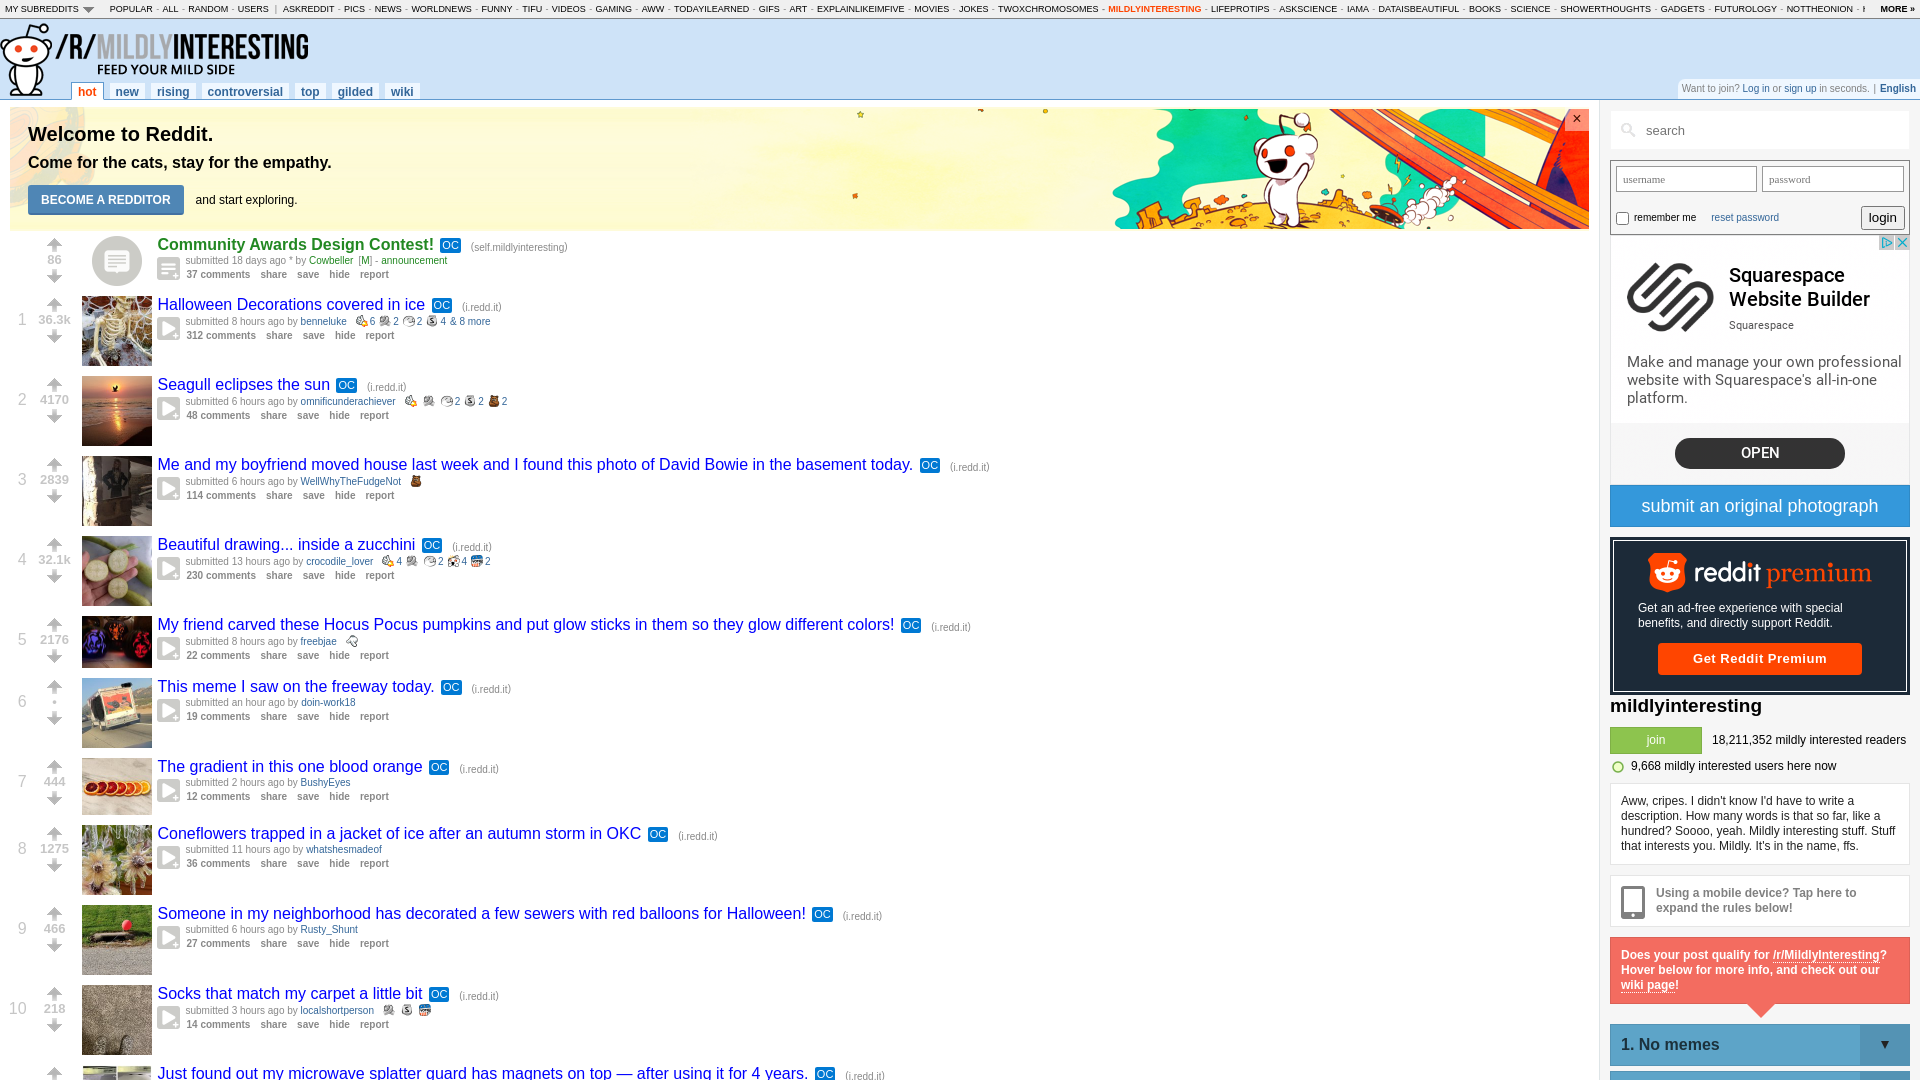 MY SUBREDDITS POPULAR - ALL - RANDOM - USERS | ASKREDDIT - PICS - NEWS - WORLDNEWS - FUNNY - TIFU - VIDEOS - GAMING - AWW - TODAYILEARNED - GIFS - ART - EXPLAINLIKEIMFIVE - MOVIES - JOKES - TWOXCHROMOSOMES - MILDLYINTERESTING - LIFEPROTIPS - ASKSCIENCE - IAMA - DATAISBEAUTIFUL - BOOKS - SCIENCE - SHOWERTHOUGHTS - GADGETS - FUTUROLOGY - NOTTHEONION - MORE »
/R/MILDLYINTERESTING
FEED YOUR MILD SIDE
hot new rising controversial top gilded wiki
Want to join? Log in or sign up in seconds. | English
Welcome to Reddit.
Come for the cats, stay for the empathy.
BECOME A REDDITOR and start exploring.
×
86
Community Awards Design Contest! OC (self.mildlyinteresting)
submitted 18 days ago * by Cowbeller [M] - announcement
37 comments share save hide report
1 36.3k
Halloween Decorations covered in ice OC (i.redd.it)
submitted 8 hours ago by benneluke 6 2 2 4 & 8 more
312 comments share save hide report
2 4170
Seagull eclipses the sun OC (i.redd.it)
submitted 6 hours ago by omnificunderachiever 2 2 2
48 comments share save hide report
3 2839
Me and my boyfriend moved house last week and I found this photo of David Bowie in the basement today. OC (i.redd.it)
submitted 6 hours ago by WellWhyTheFudgeNot
114 comments share save hide report
4 32.1k
Beautiful drawing... inside a zucchini OC (i.redd.it)
submitted 13 hours ago by crocodile_lover 4 2 4 2
230 comments share save hide report
5 2176
My friend carved these Hocus Pocus pumpkins and put glow sticks in them so they glow different colors! OC (i.redd.it)
submitted 8 hours ago by freebjae
22 comments share save hide report
6 •
This meme I saw on the freeway today. OC (i.redd.it)
submitted an hour ago by doin-work18
19 comments share save hide report
7 444
The gradient in this one blood orange OC (i.redd.it)
submitted 2 hours ago by BushyEyes
12 comments share save hide report
8 1275
Coneflowers trapped in a jacket of ice after an autumn storm in OKC OC (i.redd.it)
submitted 11 hours ago by whatshesmadeof
36 comments share save hide report
9 466
Someone in my neighborhood has decorated a few sewers with red balloons for Halloween! OC (i.redd.it)
submitted 6 hours ago by Rusty_Shunt
27 comments share save hide report
10 218
Socks that match my carpet a little bit OC (i.redd.it)
submitted 3 hours ago by localshortperson
14 comments share save hide report
Just found out my microwave splatter guard has magnets on top — after using it for 4 years. OC (i.redd.it)
search
username password
remember me reset password login
Squarespace
Website Builder
Squarespace
Make and manage your own professional
website with Squarespace's all-in-one
platform.
OPEN
submit an original photograph
reddit premium
Get an ad-free experience with special
benefits, and directly support Reddit.
Get Reddit Premium
mildlyinteresting
join 18,211,352 mildly interested readers
9,668 mildly interested users here now
Aww, cripes. I didn't know I'd have to write a
description. How many words is that so far, like a
hundred? Soooo, yeah. Mildly interesting stuff. Stuff
that interests you. Mildly. It's in the name, ffs.
Using a mobile device? Tap here to
expand the rules below!
Does your post qualify for /r/MildlyInteresting?
Hover below for more info, and check out our
wiki page!
1. No memes ▼